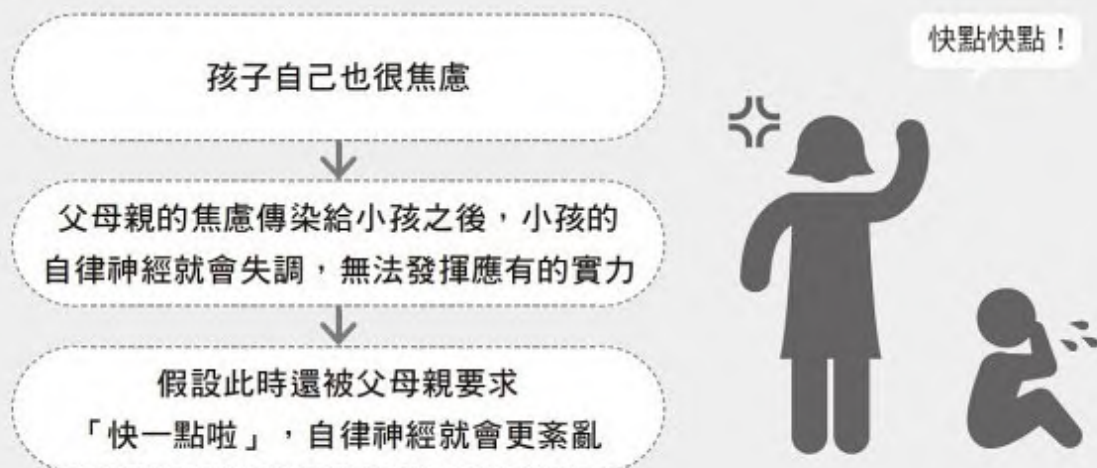 孩子自己也很焦慮
父母親的焦慮傳染給小孩之後，小孩的
自律神經就會失調，無法發揮應有的實力
假設此時還被父母親要求
「快一點啦」，自律神經就會更紊亂
快點快點！